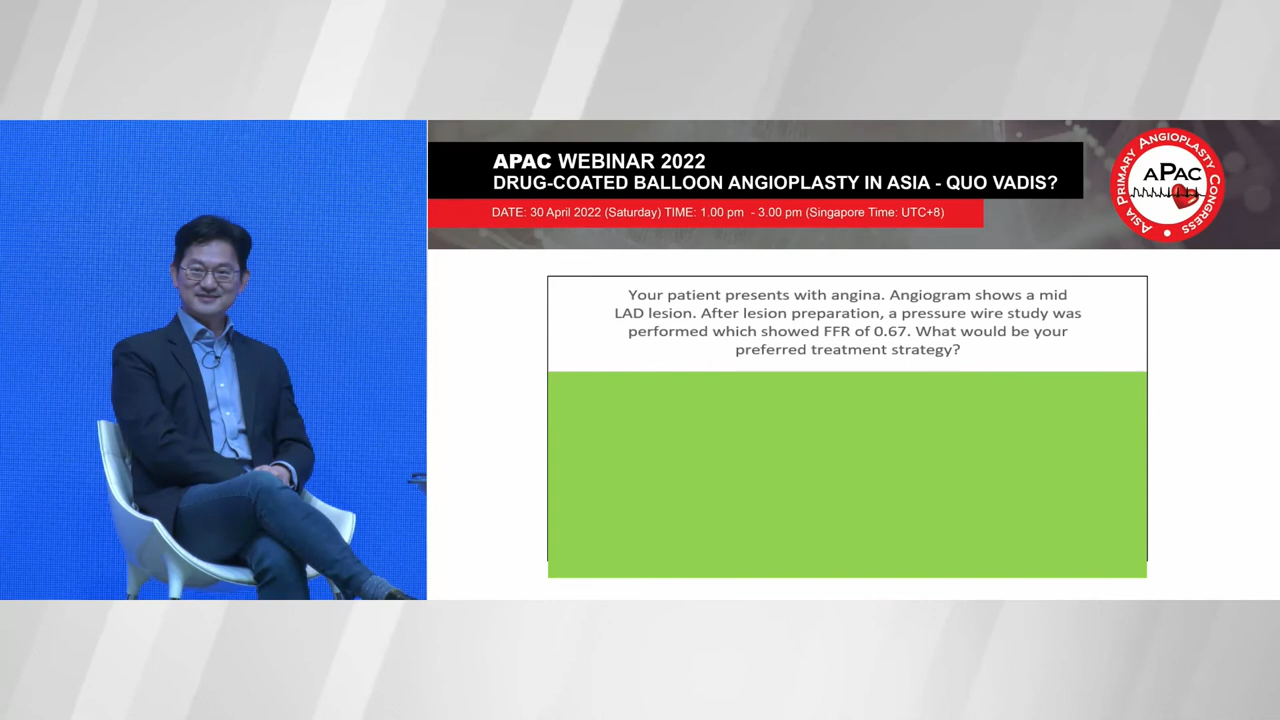 APAC WEBINAR 2022
DRUG-COATED BALLOON ANGIOPLASTY IN ASIA - QUO VADIS?
DATE: 30 April 2022 (Saturday) TIME: 1.00 pm - 3.00 pm (Singapore Time: UTC+8)
ASIA PRIMARY ANGIOPLASTY CONGRESS
aPAC
Your patient presents with angina. Angiogram shows a mid
LAD lesion. After lesion preparation, a pressure wire study was
performed which showed FFR of 0.67. What would be your
preferred treatment strategy?